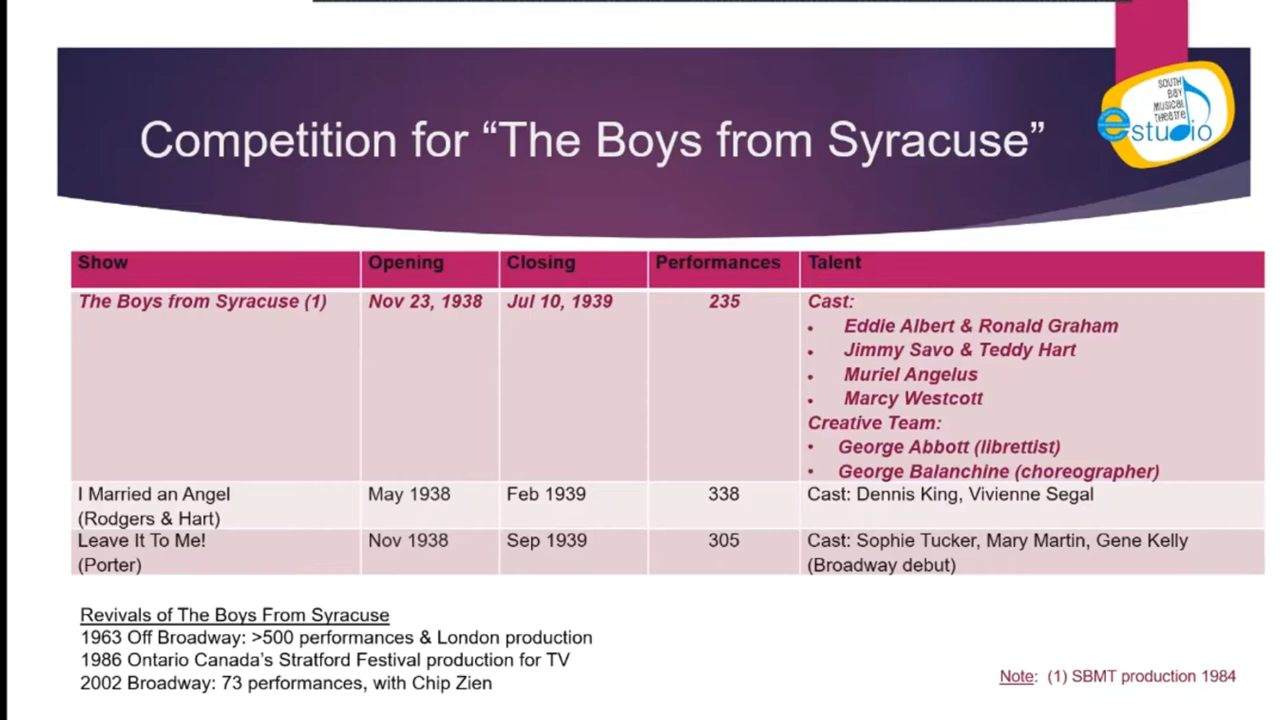 Competition for “The Boys from Syracuse”
SOUTH
BAY
MUSICAL
THEATRE
estudio
Show Opening Closing Performances Talent
The Boys from Syracuse (1) Nov 23, 1938 Jul 10, 1939 235 Cast:
• Eddie Albert & Ronald Graham
• Jimmy Savo & Teddy Hart
• Muriel Angelus
• Marcy Westcott
Creative Team:
• George Abbott (librettist)
• George Balanchine (choreographer)
I Married an Angel May 1938 Feb 1939 338 Cast: Dennis King, Vivienne Segal
(Rodgers & Hart)
Leave It To Me! Nov 1938 Sep 1939 305 Cast: Sophie Tucker, Mary Martin, Gene Kelly
(Porter) (Broadway debut)
Revivals of The Boys From Syracuse
1963 Off Broadway: >500 performances & London production
1986 Ontario Canada’s Stratford Festival production for TV
2002 Broadway: 73 performances, with Chip Zien
Note: (1) SBMT production 1984